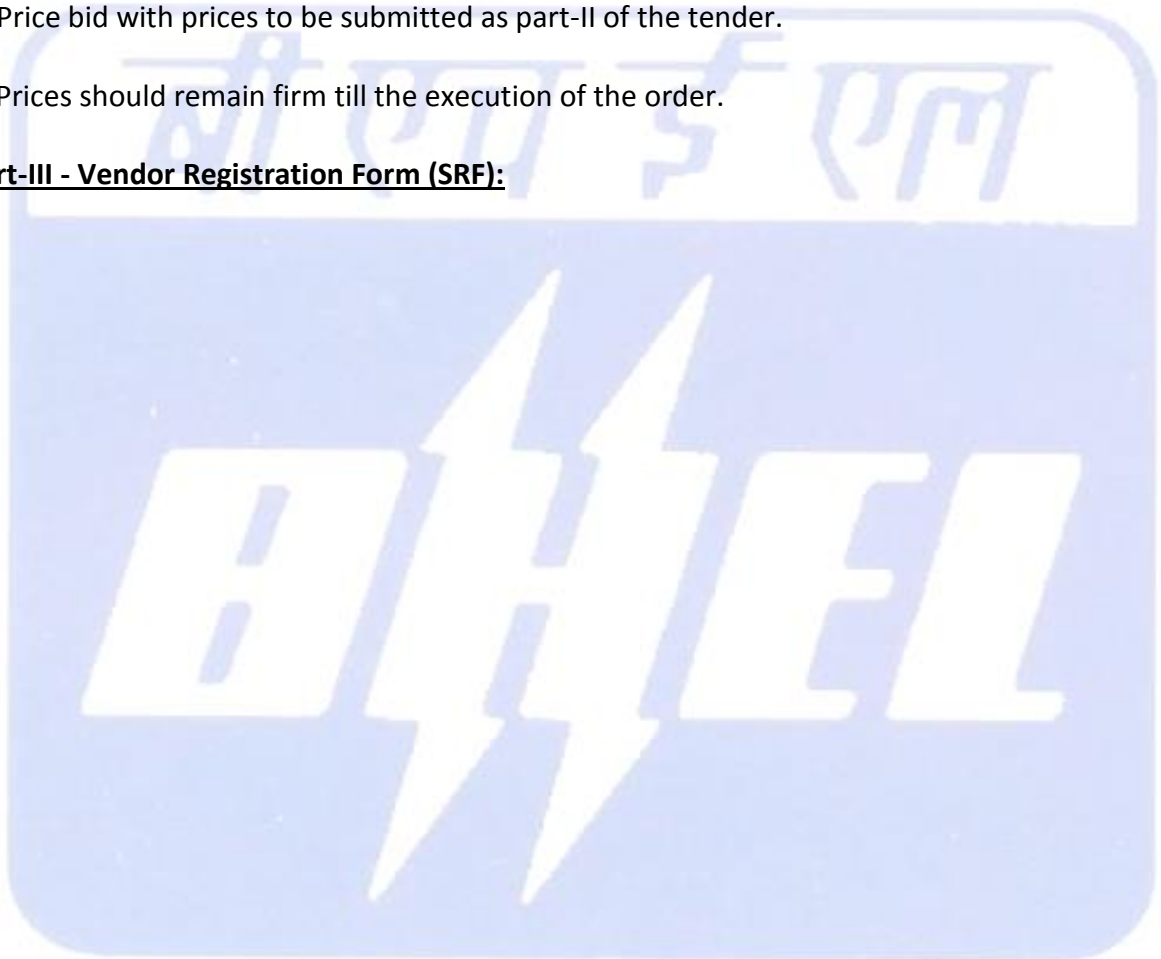 Price bid with prices to be submitted as part-II of the tender.
Prices should remain firm till the execution of the order.
rt-III - Vendor Registration Form (SRF):
बी एच ई एल
BHEL